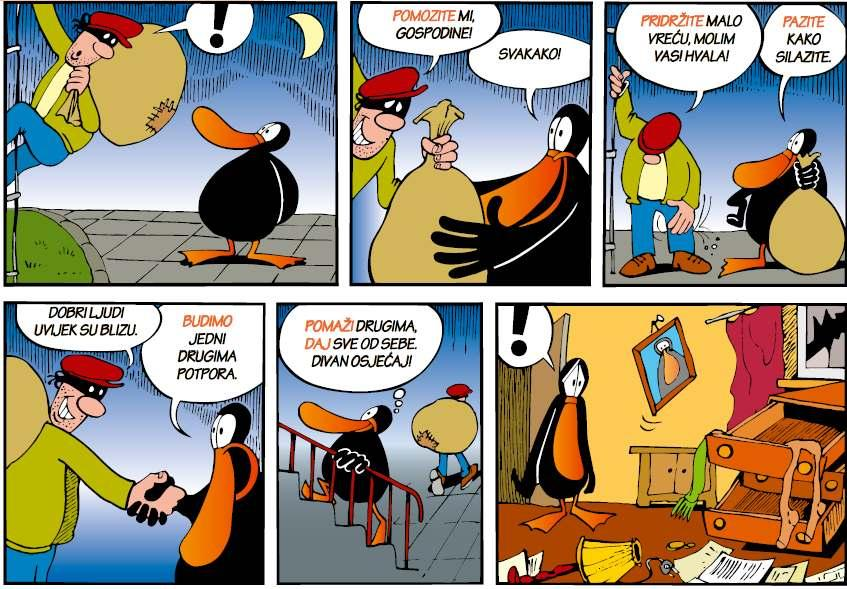 !
POMOZITE MI,
GOSPODINE!
SVAKAKO!
PRIDRŽITE MALO
VREĆU, MOLIM
VAS! HVALA!
PAZITE
KAKO
SILAZITE.
DOBRI LJUDI
UVIJEK SU BLIZU.
BUDIMO
JEDNI
DRUGIMA
POTPORA.
POMAŽI DRUGIMA,
DAJ SVE OD SEBE.
DIVAN OSJEĆAJ!
!